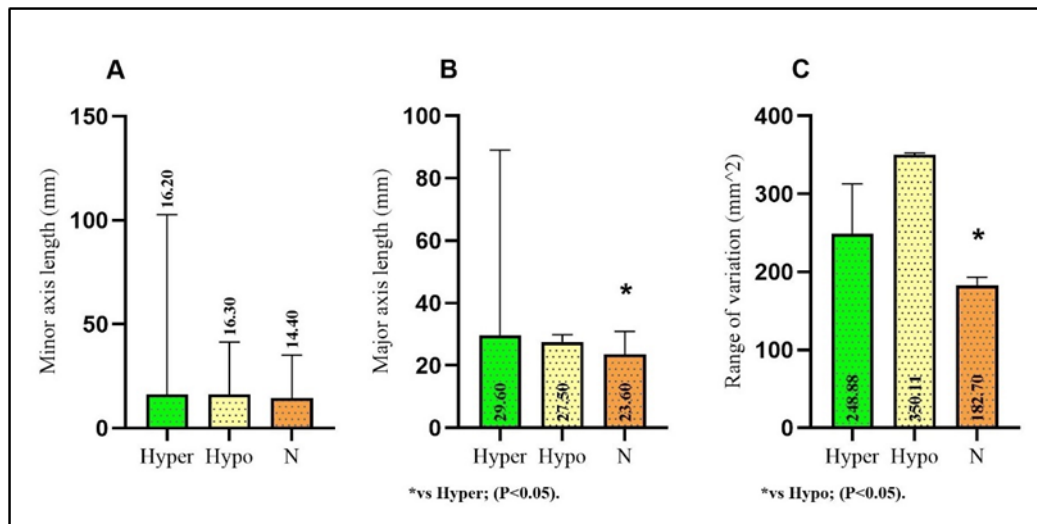 A
Minor axis length (mm)
150
100
50
0
16.20
16.30
14.40
Hyper Hypo N
B
Major axis length (mm)
100
80
60
40
20
0
29.60
27.50
23.60
*
Hyper Hypo N
*vs Hyper; (P<0.05).
C
Range of variation (mm^2)
400
300
200
100
0
248.88
350.11
182.70
*
Hyper Hypo N
*vs Hypo; (P<0.05).